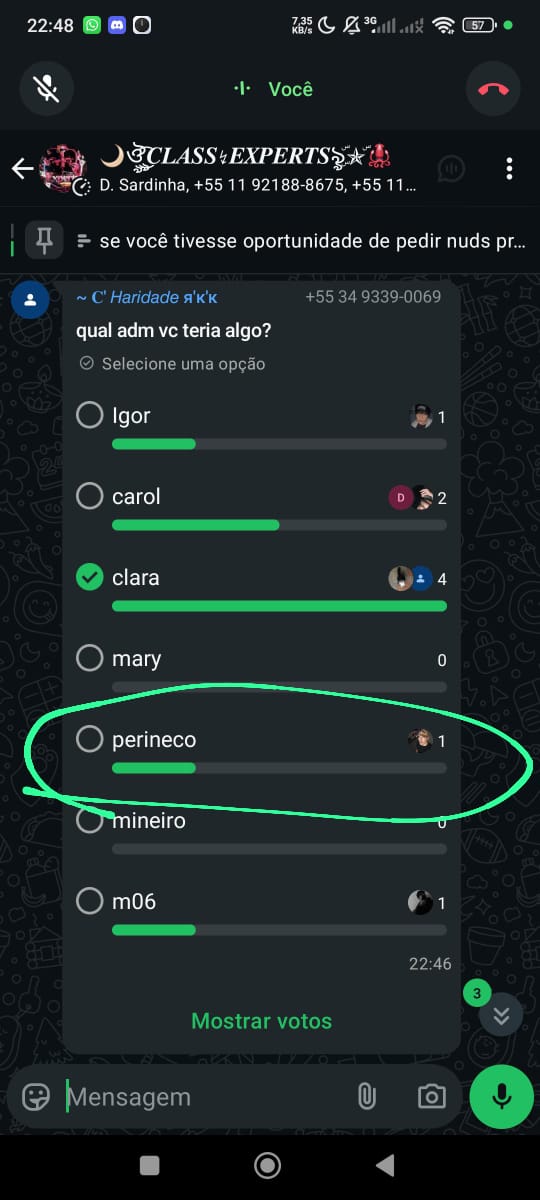 22:48
7,35 KB/s
3G
57
Você
CLASS EXPERTS
D. Sardinha, +55 11 92188-8675, +55 11...
se você tivesse oportunidade de pedir nuds pr...
~ C' Haridade я'ĸ'ĸ +55 34 9339-0069
qual adm vc teria algo?
Selecione uma opção
Igor 1
carol D 2
clara 4
mary 0
perineco 1
mineiro 0
m06 1
22:46
3
Mostrar votos
Mensagem